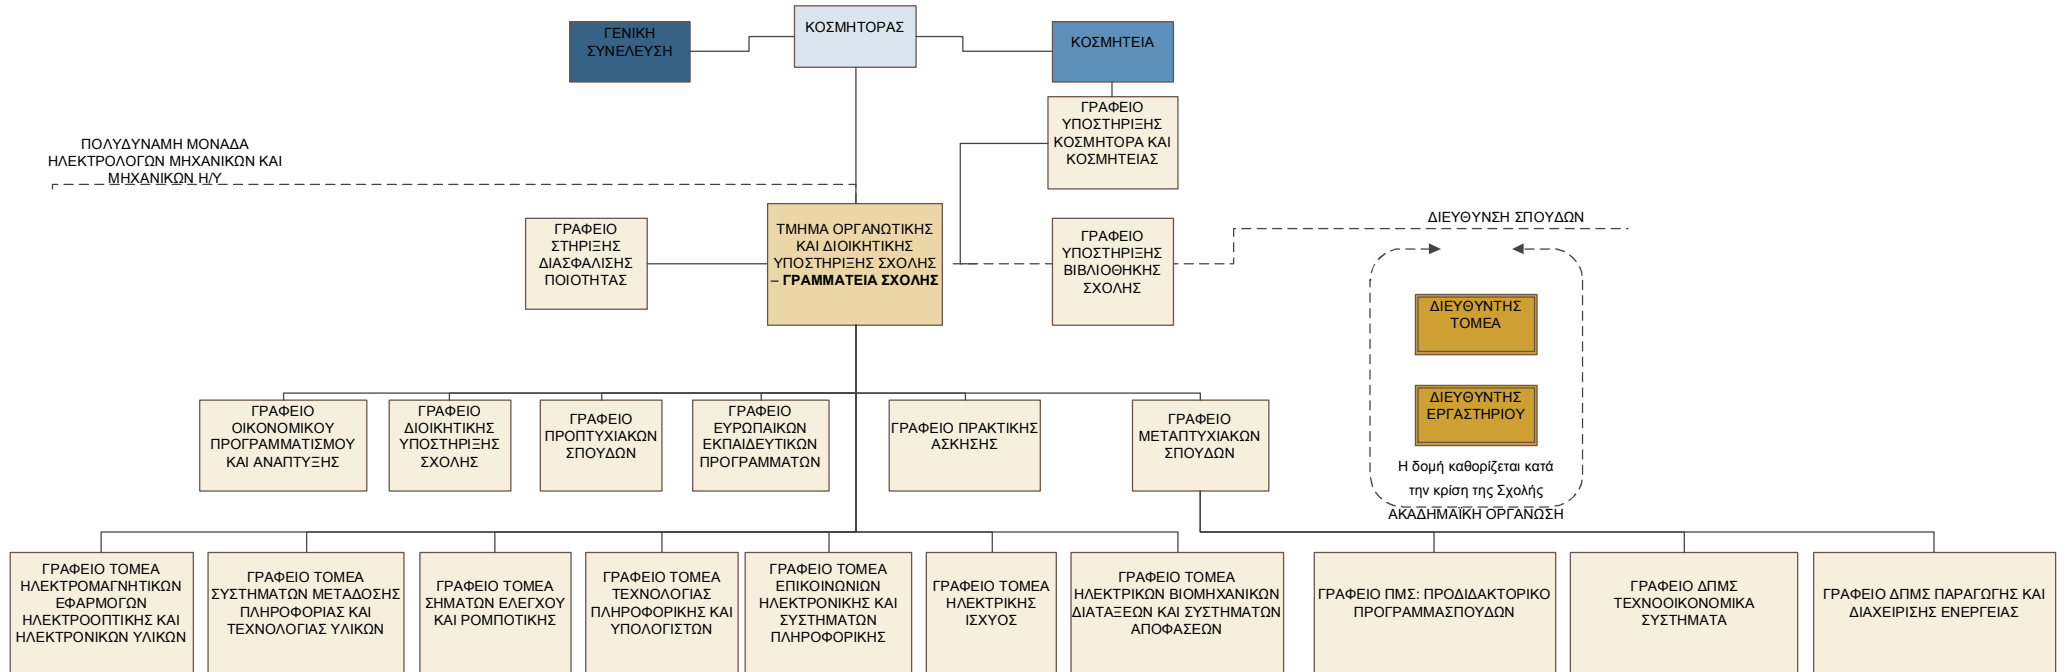 ΓΕΝΙΚΗ
ΣΥΝΕΛΕΥΣΗ
ΚΟΣΜΗΤΟΡΑΣ
ΚΟΣΜΗΤΕΙΑ
ΓΡΑΦΕΙΟ
ΥΠΟΣΤΗΡΙΞΗΣ
ΚΟΣΜΗΤΟΡΑ ΚΑΙ
ΚΟΣΜΗΤΕΙΑΣ
ΠΟΛΥΔΥΝΑΜΗ ΜΟΝΑΔΑ
ΗΛΕΚΤΡΟΛΟΓΩΝ ΜΗΧΑΝΙΚΩΝ ΚΑΙ
ΜΗΧΑΝΙΚΩΝ Η/Υ
ΓΡΑΦΕΙΟ
ΣΤΗΡΙΞΗΣ
ΔΙΑΣΦΑΛΙΣΗΣ
ΠΟΙΟΤΗΤΑΣ
ΤΜΗΜΑ ΟΡΓΑΝΩΤΙΚΗΣ
ΚΑΙ ΔΙΟΙΚΗΤΙΚΗΣ
ΥΠΟΣΤΗΡΙΞΗΣ ΣΧΟΛΗΣ
– ΓΡΑΜΜΑΤΕΙΑ ΣΧΟΛΗΣ
ΓΡΑΦΕΙΟ
ΥΠΟΣΤΗΡΙΞΗΣ
ΒΙΒΛΙΟΘΗΚΗΣ
ΣΧΟΛΗΣ
ΔΙΕΥΘΥΝΣΗ ΣΠΟΥΔΩΝ
ΔΙΕΥΘΥΝΤΗΣ
ΤΟΜΕΑ
ΔΙΕΥΘΥΝΤΗΣ
ΕΡΓΑΣΤΗΡΙΟΥ
Η δομή καθορίζεται κατά
την κρίση της Σχολής
ΑΚΑΔΗΜΑΪΚΗ ΟΡΓΑΝΩΣΗ
ΓΡΑΦΕΙΟ
ΟΙΚΟΝΟΜΙΚΟΥ
ΠΡΟΓΡΑΜΜΑΤΙΣΜΟΥ
ΚΑΙ ΑΝΑΠΤΥΞΗΣ
ΓΡΑΦΕΙΟ
ΔΙΟΙΚΗΤΙΚΗΣ
ΥΠΟΣΤΗΡΙΞΗΣ
ΣΧΟΛΗΣ
ΓΡΑΦΕΙΟ
ΠΡΟΠΤΥΧΙΑΚΩΝ
ΣΠΟΥΔΩΝ
ΓΡΑΦΕΙΟ
ΕΥΡΩΠΑΙΚΩΝ
ΕΚΠΑΙΔΕΥΤΙΚΩΝ
ΠΡΟΓΡΑΜΜΑΤΩΝ
ΓΡΑΦΕΙΟ ΠΡΑΚΤΙΚΗΣ
ΑΣΚΗΣΗΣ
ΓΡΑΦΕΙΟ
ΜΕΤΑΠΤΥΧΙΑΚΩΝ
ΣΠΟΥΔΩΝ
ΓΡΑΦΕΙΟ ΤΟΜΕΑ
ΗΛΕΚΤΡΟΜΑΓΝΗΤΙΚΩΝ
ΕΦΑΡΜΟΓΩΝ
ΗΛΕΚΤΡΟΟΠΤΙΚΗΣ ΚΑΙ
ΗΛΕΚΤΡΟΝΙΚΩΝ ΥΛΙΚΩΝ
ΓΡΑΦΕΙΟ ΤΟΜΕΑ
ΣΥΣΤΗΜΑΤΩΝ ΜΕΤΑΔΟΣΗΣ
ΠΛΗΡΟΦΟΡΙΑΣ ΚΑΙ
ΤΕΧΝΟΛΟΓΙΑΣ ΥΛΙΚΩΝ
ΓΡΑΦΕΙΟ ΤΟΜΕΑ
ΣΗΜΑΤΩΝ ΕΛΕΓΧΟΥ
ΚΑΙ ΡΟΜΠΟΤΙΚΗΣ
ΓΡΑΦΕΙΟ ΤΟΜΕΑ
ΤΕΧΝΟΛΟΓΙΑΣ
ΠΛΗΡΟΦΟΡΙΚΗΣ ΚΑΙ
ΥΠΟΛΟΓΙΣΤΩΝ
ΓΡΑΦΕΙΟ ΤΟΜΕΑ
ΕΠΙΚΟΙΝΩΝΙΩΝ
ΗΛΕΚΤΡΟΝΙΚΗΣ ΚΑΙ
ΣΥΣΤΗΜΑΤΩΝ
ΠΛΗΡΟΦΟΡΙΚΗΣ
ΓΡΑΦΕΙΟ ΤΟΜΕΑ
ΗΛΕΚΤΡΙΚΗΣ
ΙΣΧΥΟΣ
ΓΡΑΦΕΙΟ ΤΟΜΕΑ
ΗΛΕΚΤΡΙΚΩΝ ΒΙΟΜΗΧΑΝΙΚΩΝ
ΔΙΑΤΑΞΕΩΝ ΚΑΙ ΣΥΣΤΗΜΑΤΩΝ
ΑΠΟΦΑΣΕΩΝ
ΓΡΑΦΕΙΟ ΠΜΣ: ΠΡΟΔΙΔΑΚΤΟΡΙΚΟ
ΠΡΟΓΡΑΜΜΑΣΠΟΥΔΩΝ
ΓΡΑΦΕΙΟ ΔΠΜΣ
ΤΕΧΝΟΟΙΚΟΝΟΜΙΚΑ
ΣΥΣΤΗΜΑΤΑ
ΓΡΑΦΕΙΟ ΔΠΜΣ ΠΑΡΑΓΩΓΗΣ ΚΑΙ
ΔΙΑΧΕΙΡΙΣΗΣ ΕΝΕΡΓΕΙΑΣ